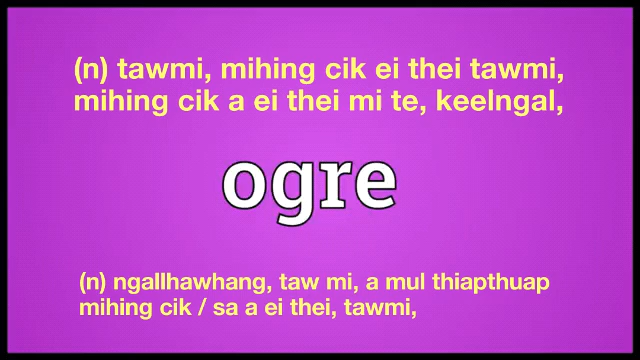 (n) tawmi, mihing cik ei thei tawmi,
mihing cik a ei thei mi te, keelngal,
ogre
(n) ngallhawhang, taw mi, a mul thiapthuap
mihing cik / sa a ei thei, tawmi,